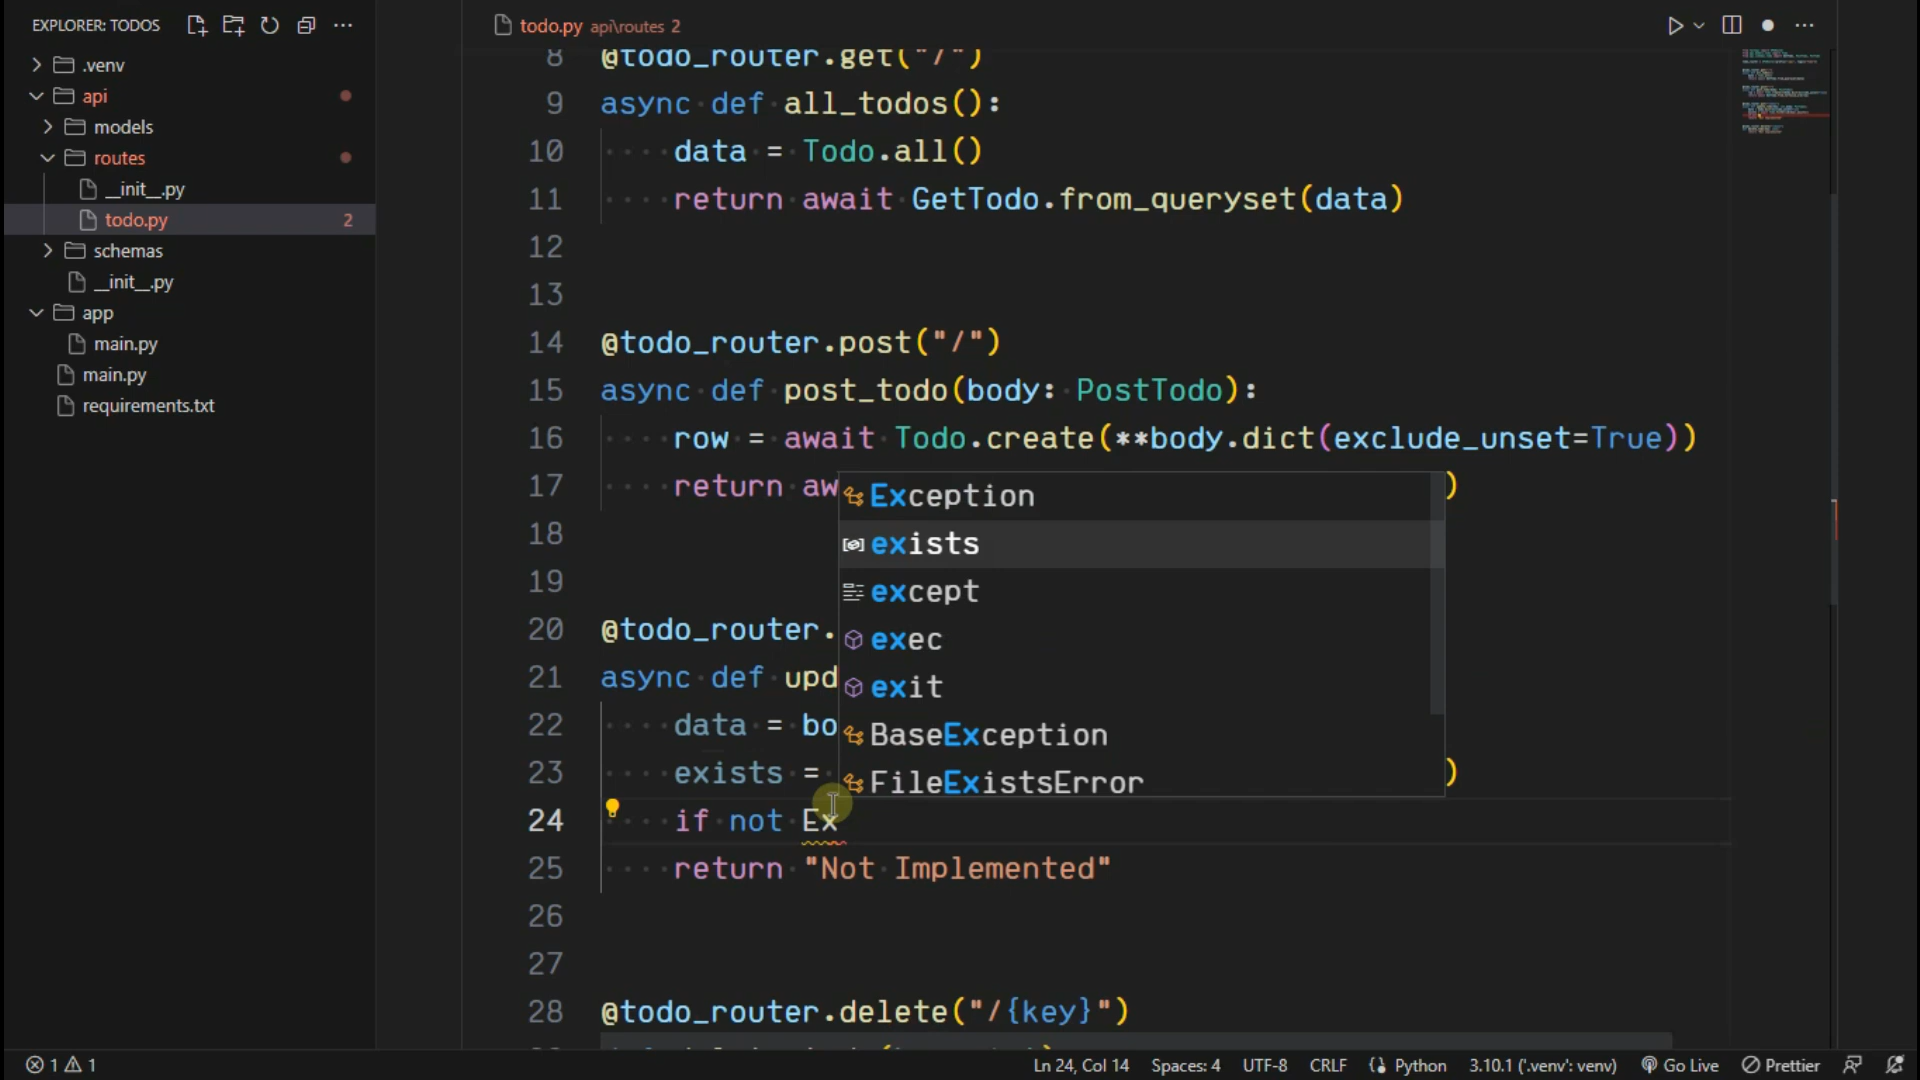 EXPLORER: TODOS
.venv
api
models
routes
__init__.py
todo.py 2
schemas
__init__.py
app
main.py
main.py
requirements.txt
todo.py api\routes 2
8 @todo_router.get("/")
9 async def all_todos():
10 data = Todo.all()
11 return await GetTodo.from_queryset(data)
12
13
14 @todo_router.post("/")
15 async def post_todo(body: PostTodo):
16 row = await Todo.create(**body.dict(exclude_unset=True))
17 return aw )
18
19
20 @todo_router.
21 async def upd
22 data = bo
23 exists = )
24 if not Ex
25 return "Not Implemented"
26
27
28 @todo_router.delete("/{key}")
Exception
exists
except
exec
exit
BaseException
FileExistsError
1 1
Ln 24, Col 14 Spaces: 4 UTF-8 CRLF Python 3.10.1 ('.venv': venv) Go Live Prettier